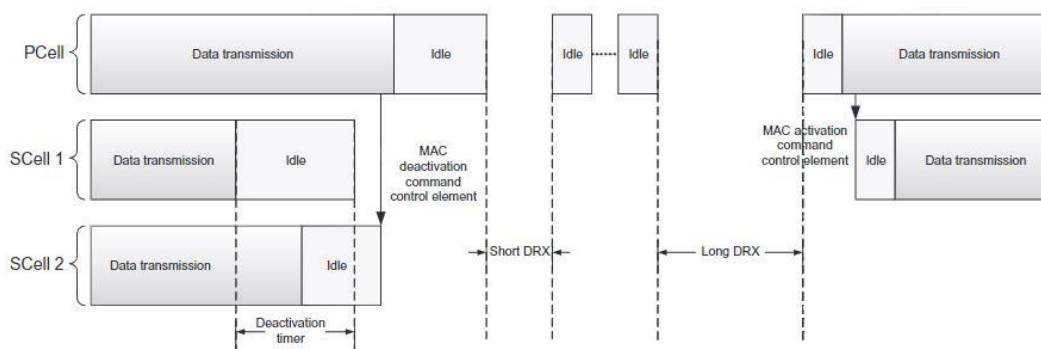 PCell
Data transmission
Idle
Idle
Idle
Idle
Data transmission
SCell 1
Data transmission
Idle
MAC
deactivation
command
control element
MAC activation
command
control element
Idle
Data transmission
SCell 2
Data transmission
Idle
Short DRX
Long DRX
Deactivation
timer